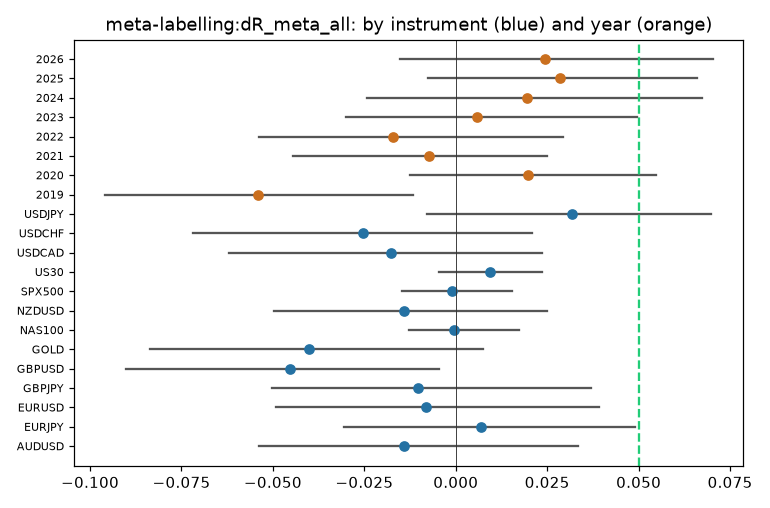 meta-labelling:dR_meta_all: by instrument (blue) and year (orange)
2026
2025
2024
2023
2022
2021
2020
2019
USDJPY
USDCHF
USDCAD
US30
SPX500
NZDUSD
NAS100
GOLD
GBPUSD
GBPJPY
EURUSD
EURJPY
AUDUSD
−0.100 −0.075 −0.050 −0.025 0.000 0.025 0.050 0.075